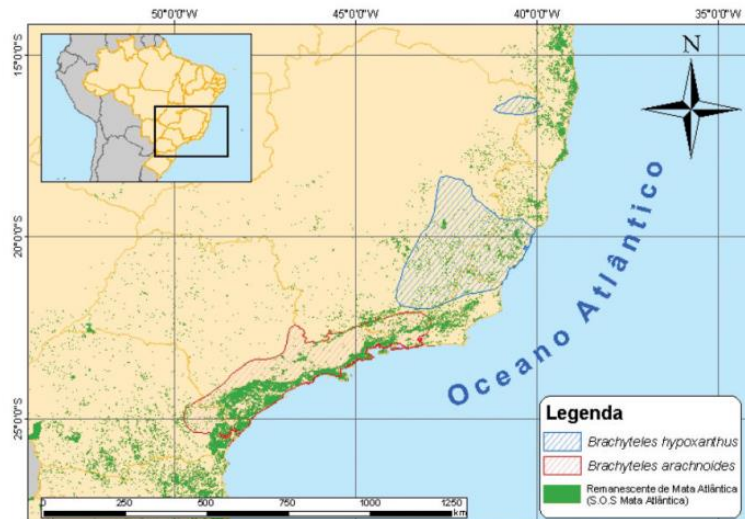 50°0'0"S 45°0'0"S 40°0'0"S 35°0'0"S
15°0'0"S
20°0'0"S
25°0'0"S
N
Oceano Atlântico
Legenda
Brachyteles hypoxanthus
Brachyteles arachnoides
Remanescente de Mata Atlântica
(S.O.S Mata Atlântica)
0 250 500 750 1000 1250
km